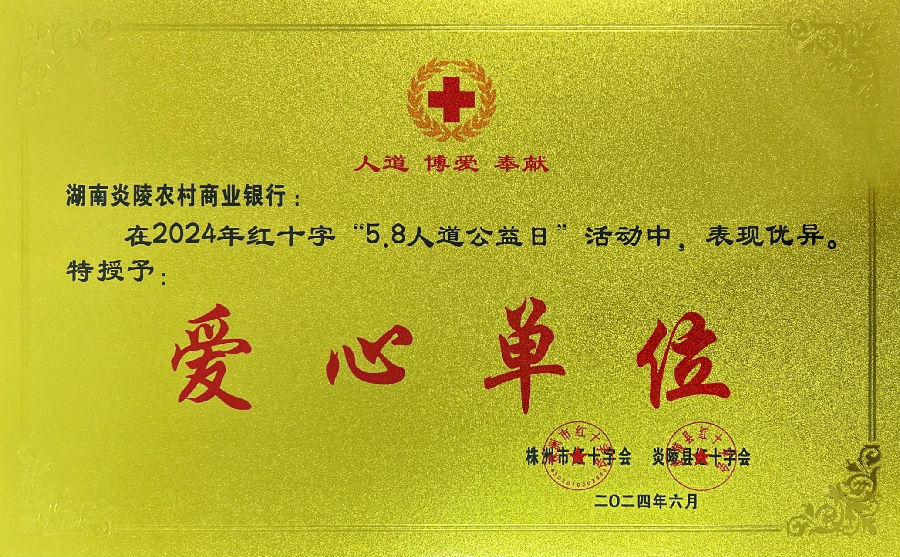 人道 博爱 奉献
湖南炎陵农村商业银行：
在2024年红十字“5.8人道公益日”活动中，表现优异。
特授予：
爱心单位
株洲市红十字会 炎陵县红十字会
二〇二四年六月